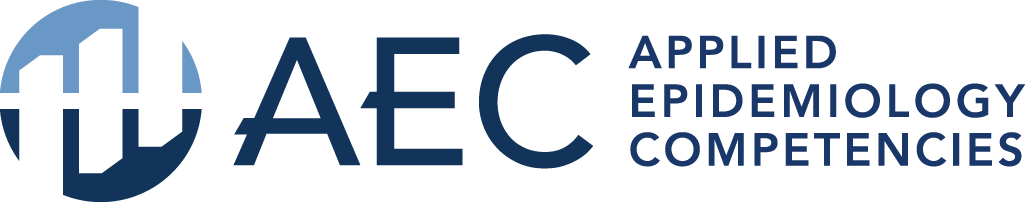 AEC
APPLIED
EPIDEMIOLOGY
COMPETENCIES